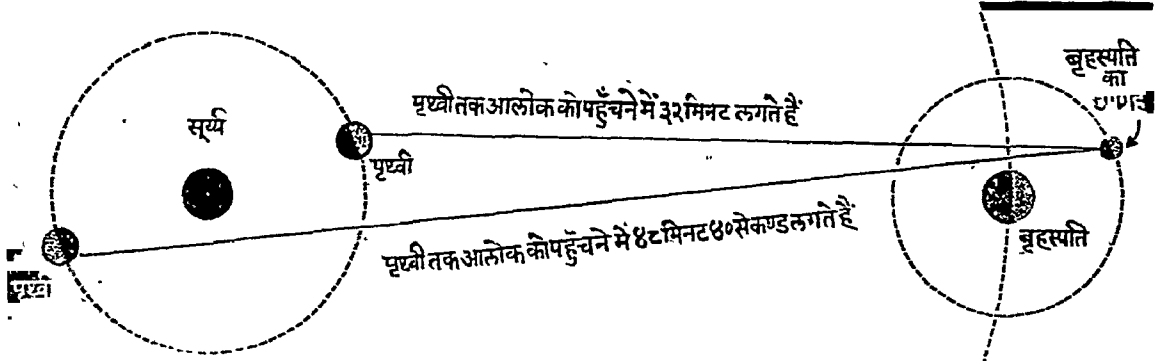 बृहस्पति
का
पृथ्वी तक आलोक को पहुँचने में ३२ मिनट लगते हैं
सूर्य्य
पृथ्वी
पृथ्वी तक आलोक को पहुँचने में ४८ मिनट ४० सेकण्ड लगते हैं
बृहस्पति
पृथ्वी